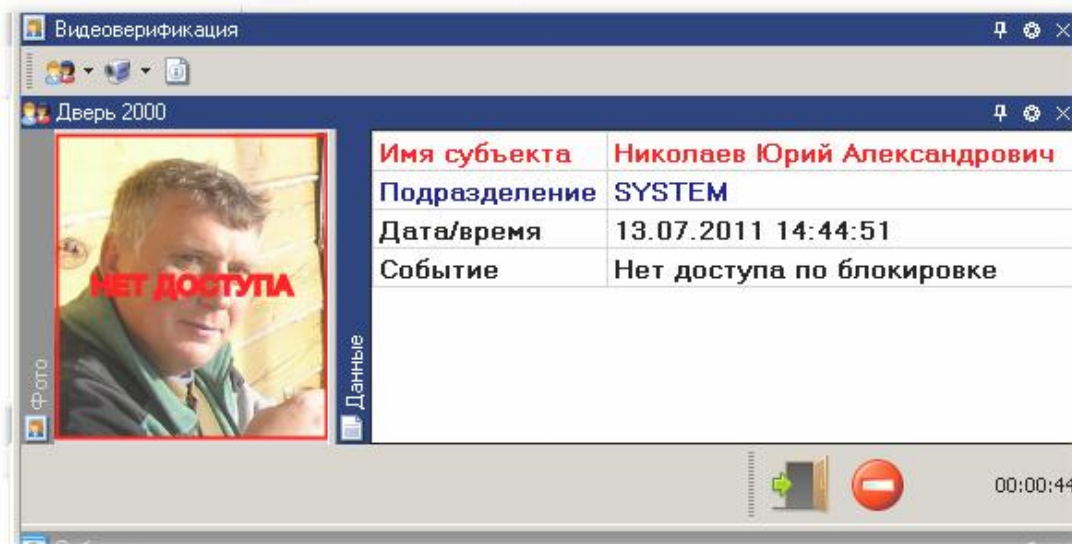 Видеоверификация
Дверь 2000
Имя субъекта Николаев Юрий Александрович
Подразделение SYSTEM
Дата/время 13.07.2011 14:44:51
Событие Нет доступа по блокировке
НЕТ ДОСТУПА
Фото
Данные
00:00:44